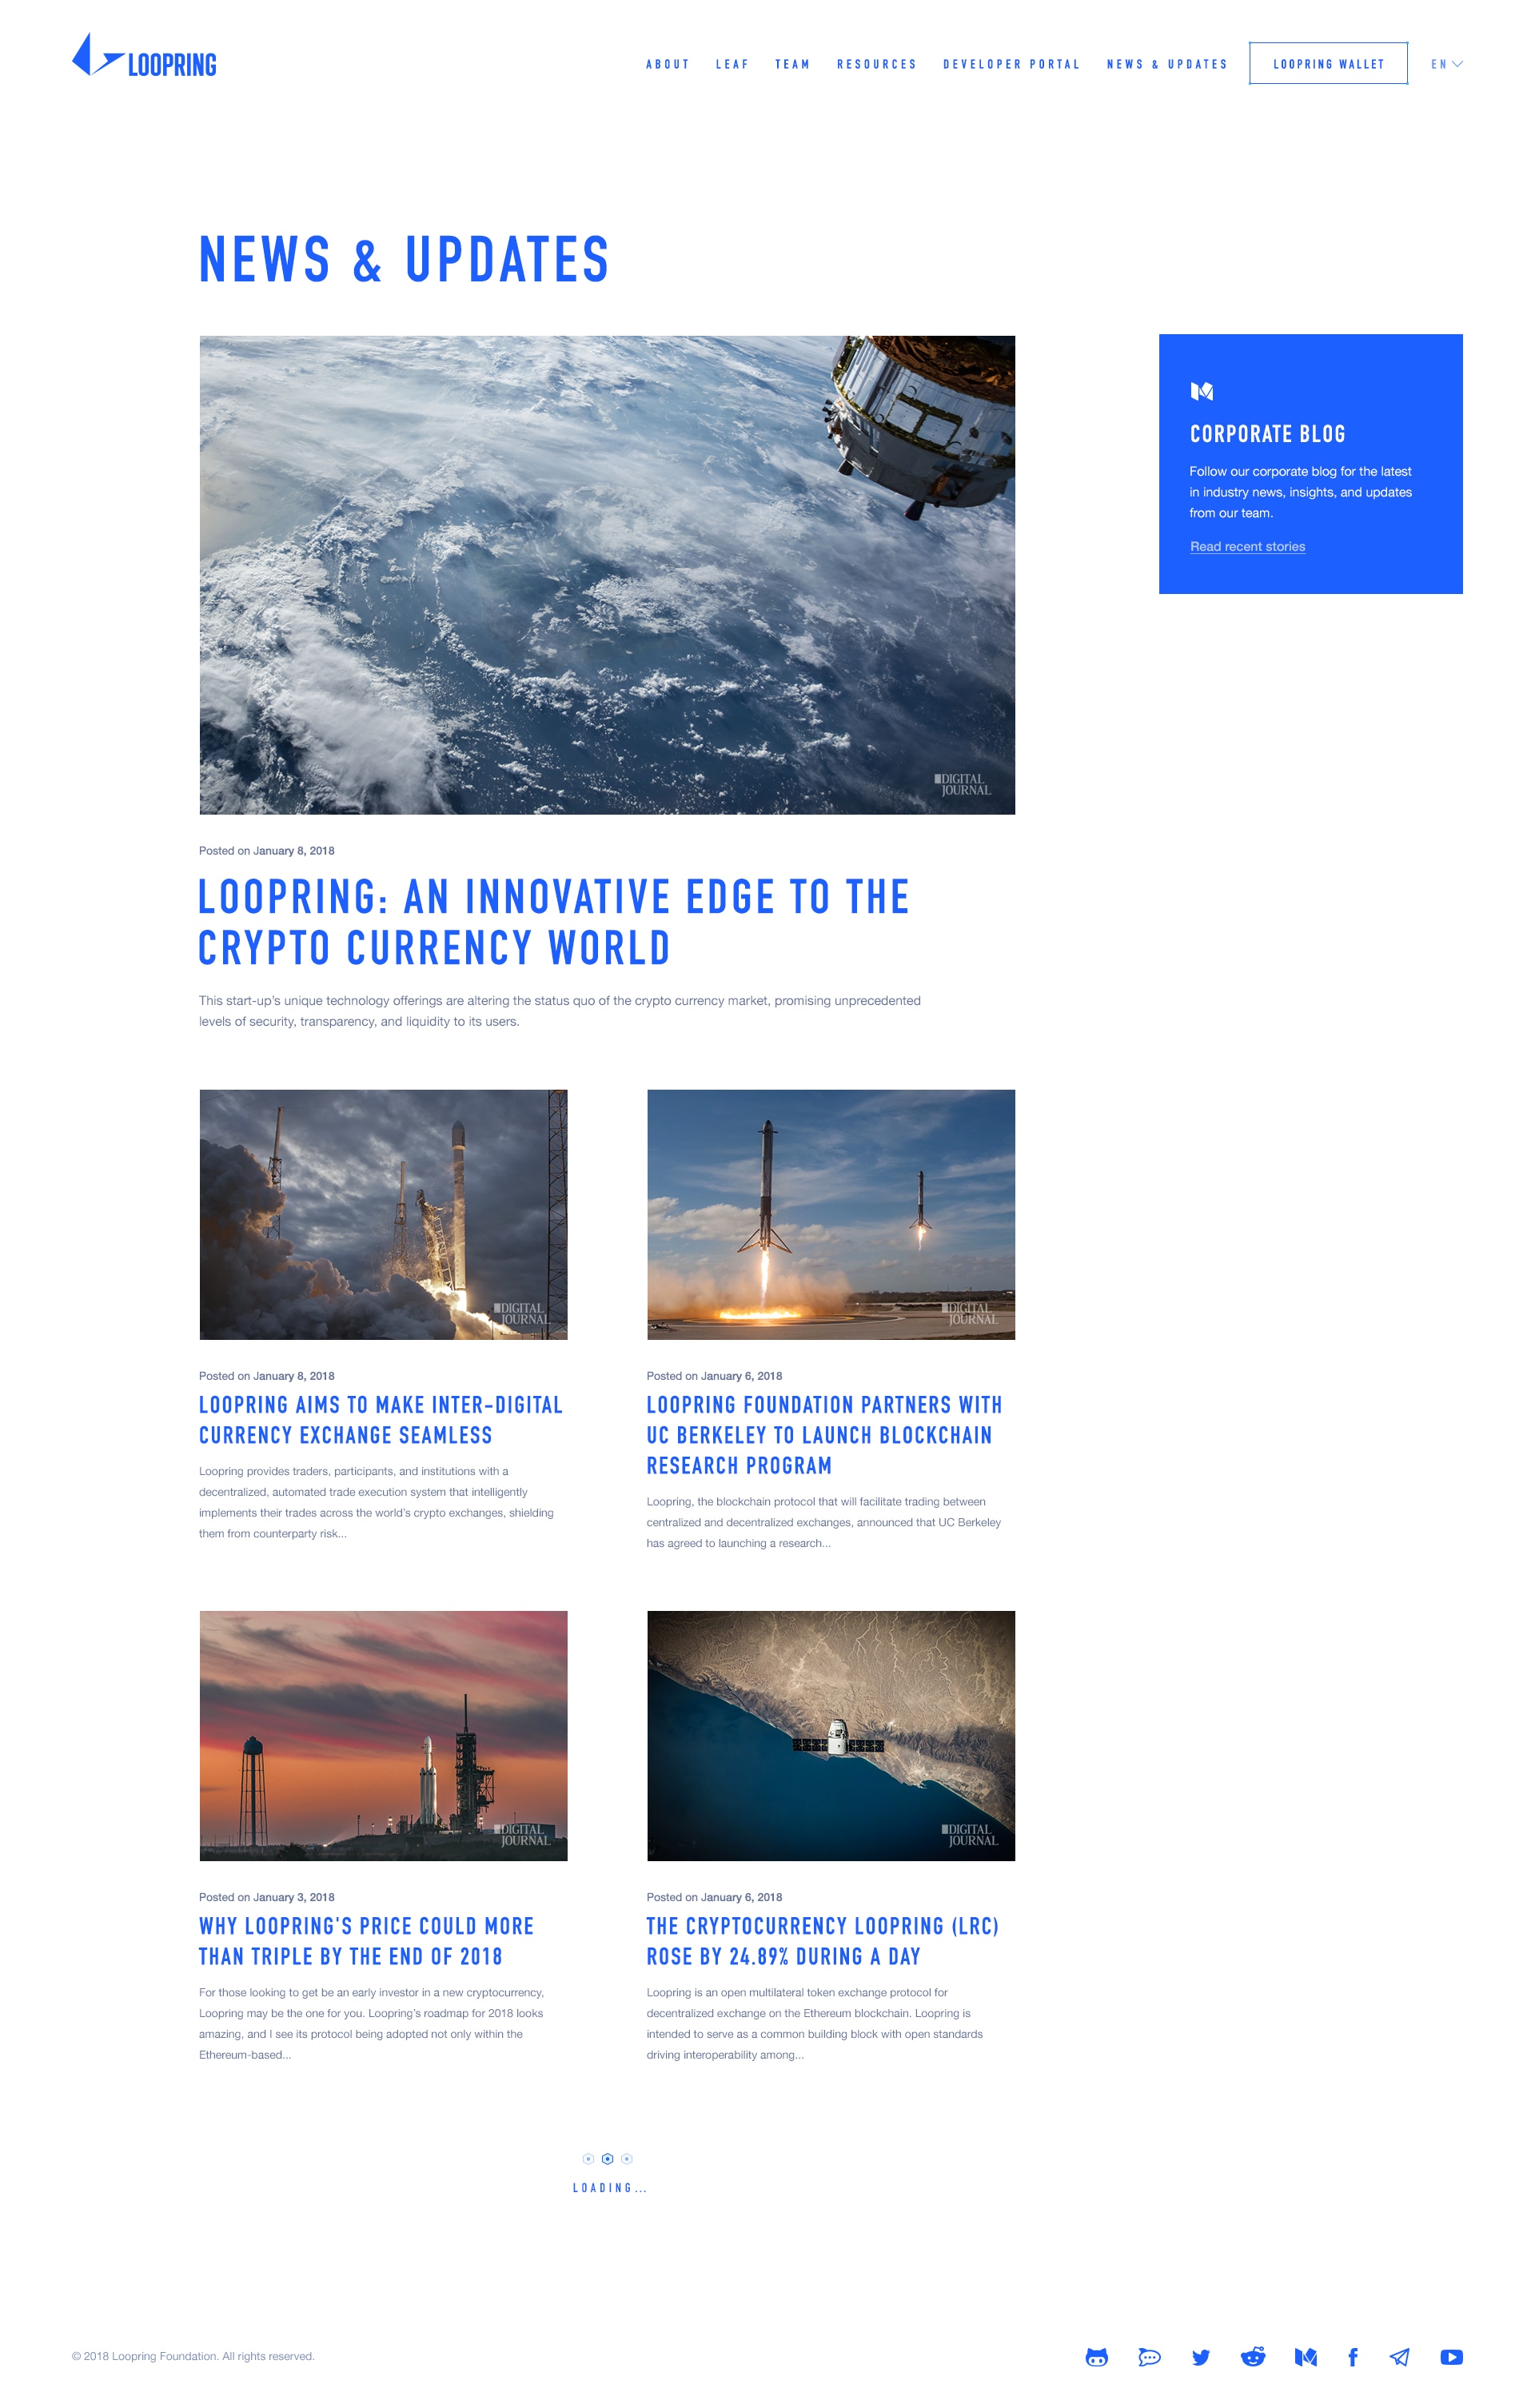 LOOPRING
ABOUT LEAF TEAM RESOURCES DEVELOPER PORTAL NEWS & UPDATES LOOPRING WALLET EN
NEWS & UPDATES
DIGITAL
JOURNAL
CORPORATE BLOG
Follow our corporate blog for the latest
in industry news, insights, and updates
from our team.
Read recent stories
Posted on January 8, 2018
LOOPRING: AN INNOVATIVE EDGE TO THE
CRYPTO CURRENCY WORLD
This start-up’s unique technology offerings are altering the status quo of the crypto currency market, promising unprecedented
levels of security, transparency, and liquidity to its users.
DIGITAL
JOURNAL
Posted on January 8, 2018
LOOPRING AIMS TO MAKE INTER-DIGITAL
CURRENCY EXCHANGE SEAMLESS
Loopring provides traders, participants, and institutions with a
decentralized, automated trade execution system that intelligently
implements their trades across the world’s crypto exchanges, shielding
them from counterparty risk...
DIGITAL
JOURNAL
Posted on January 6, 2018
LOOPRING FOUNDATION PARTNERS WITH
UC BERKELEY TO LAUNCH BLOCKCHAIN
RESEARCH PROGRAM
Loopring, the blockchain protocol that will facilitate trading between
centralized and decentralized exchanges, announced that UC Berkeley
has agreed to launching a research...
DIGITAL
JOURNAL
Posted on January 3, 2018
WHY LOOPRING'S PRICE COULD MORE
THAN TRIPLE BY THE END OF 2018
For those looking to get be an early investor in a new cryptocurrency,
Loopring may be the one for you. Loopring’s roadmap for 2018 looks
amazing, and I see its protocol being adopted not only within the
Ethereum-based...
DIGITAL
JOURNAL
Posted on January 6, 2018
THE CRYPTOCURRENCY LOOPRING (LRC)
ROSE BY 24.89% DURING A DAY
Loopring is an open multilateral token exchange protocol for
decentralized exchange on the Ethereum blockchain. Loopring is
intended to serve as a common building block with open standards
driving interoperability among...
LOADING...
© 2018 Loopring Foundation. All rights reserved.